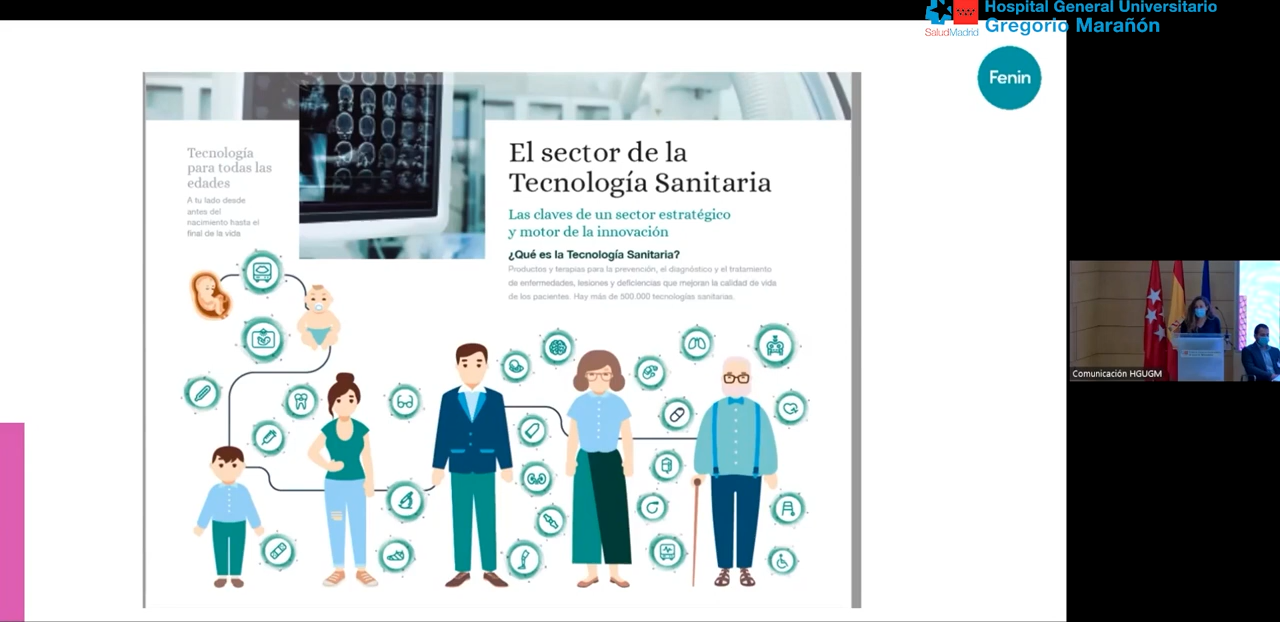 Hospital General Universitario
Gregorio Marañón
SaludMadrid
Fenin
Tecnología
para todas las
edades
A tu lado desde
antes del
nacimiento hasta el
final de la vida
El sector de la
Tecnología Sanitaria
Las claves de un sector estratégico
y motor de la innovación
¿Qué es la Tecnología Sanitaria?
Productos y terapias para la prevención, el diagnóstico y el tratamiento
de enfermedades, lesiones y deficiencias que mejoran la calidad de vida
de los pacientes. Hay más de 500.000 tecnologías sanitarias.
Comunicación HGUGM